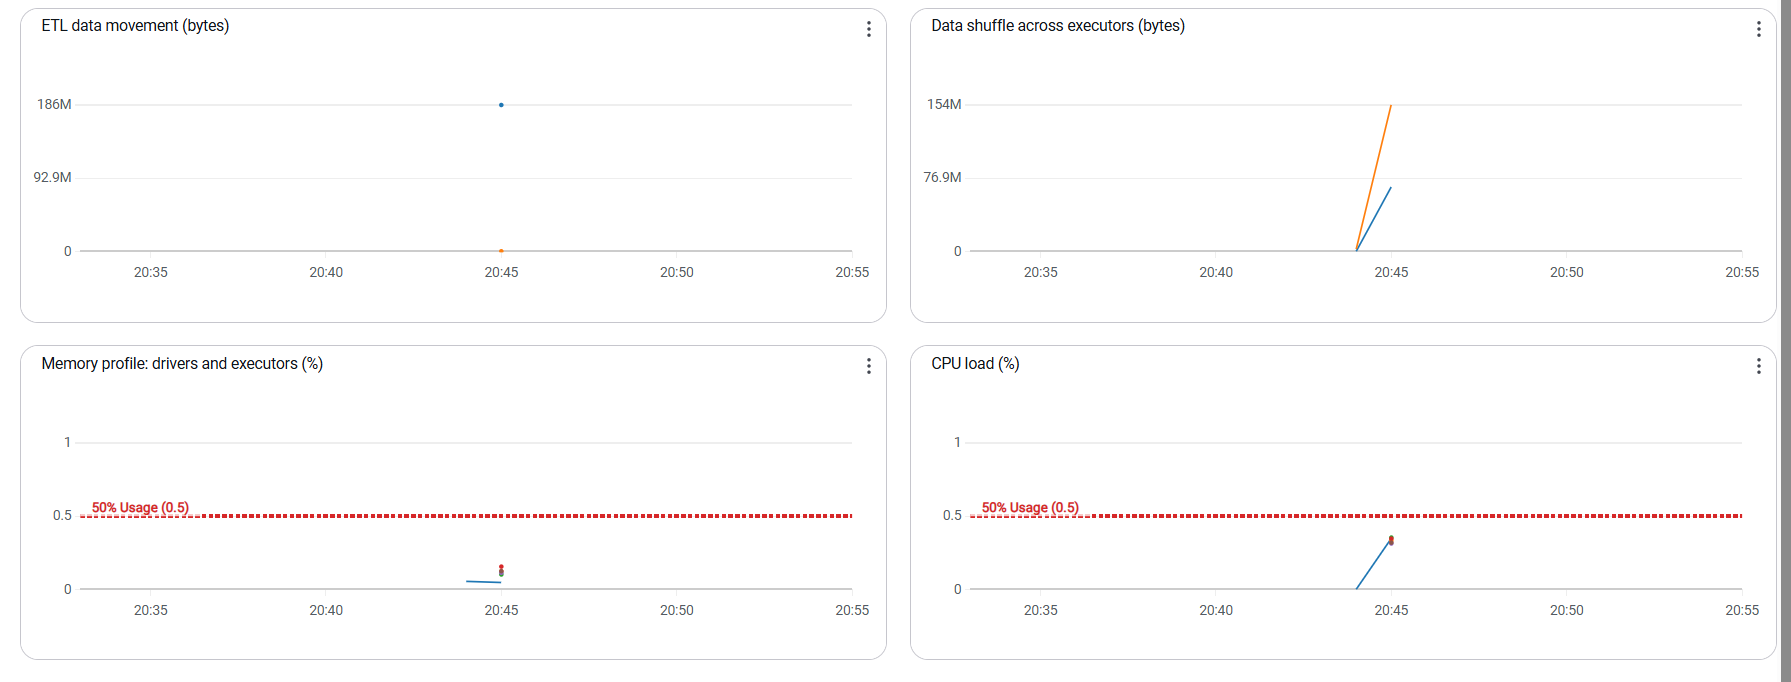 ETL data movement (bytes)
186M
92.9M
0
20:35 20:40 20:45 20:50 20:55
Data shuffle across executors (bytes)
154M
76.9M
0
20:35 20:40 20:45 20:50 20:55
Memory profile: drivers and executors (%)
1
50% Usage (0.5)
0.5
0
20:35 20:40 20:45 20:50 20:55
CPU load (%)
1
50% Usage (0.5)
0.5
0
20:35 20:40 20:45 20:50 20:55